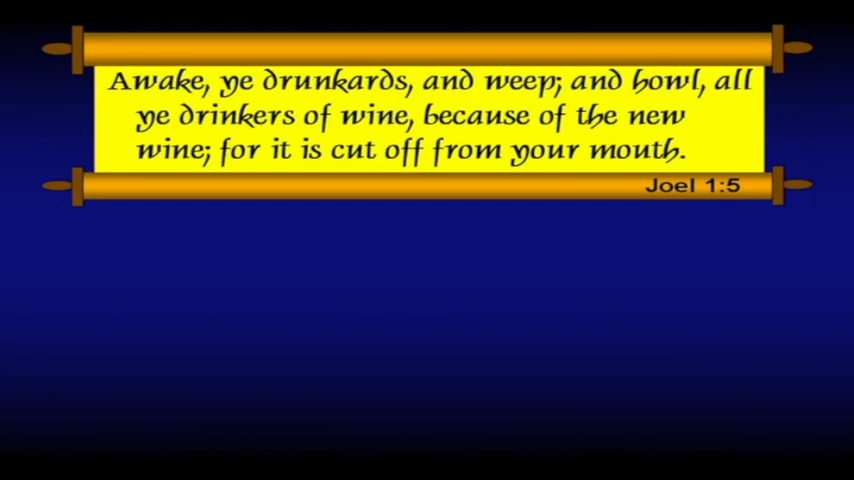 Awake, ye drunkards, and weep; and howl, all
ye drinkers of wine, because of the new
wine; for it is cut off from your mouth.
Joel 1:5